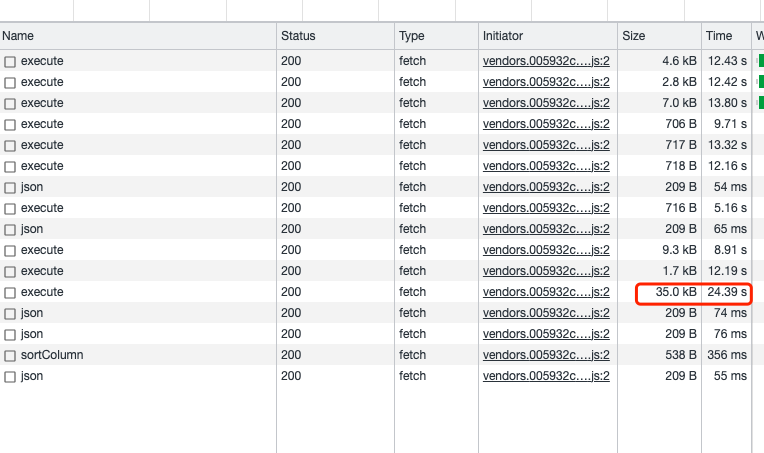 Name Status Type Initiator Size Time W
execute 200 fetch vendors.005932c….js:2 4.6 kB 12.43 s
execute 200 fetch vendors.005932c….js:2 2.8 kB 12.42 s
execute 200 fetch vendors.005932c….js:2 7.0 kB 13.80 s
execute 200 fetch vendors.005932c….js:2 706 B 9.71 s
execute 200 fetch vendors.005932c….js:2 717 B 13.32 s
execute 200 fetch vendors.005932c….js:2 718 B 12.16 s
json 200 fetch vendors.005932c….js:2 209 B 54 ms
execute 200 fetch vendors.005932c….js:2 716 B 5.16 s
json 200 fetch vendors.005932c….js:2 209 B 65 ms
execute 200 fetch vendors.005932c….js:2 9.3 kB 8.91 s
execute 200 fetch vendors.005932c….js:2 1.7 kB 12.19 s
execute 200 fetch vendors.005932c….js:2 35.0 kB 24.39 s
json 200 fetch vendors.005932c….js:2 209 B 74 ms
json 200 fetch vendors.005932c….js:2 209 B 76 ms
sortColumn 200 fetch vendors.005932c….js:2 538 B 356 ms
json 200 fetch vendors.005932c….js:2 209 B 55 ms